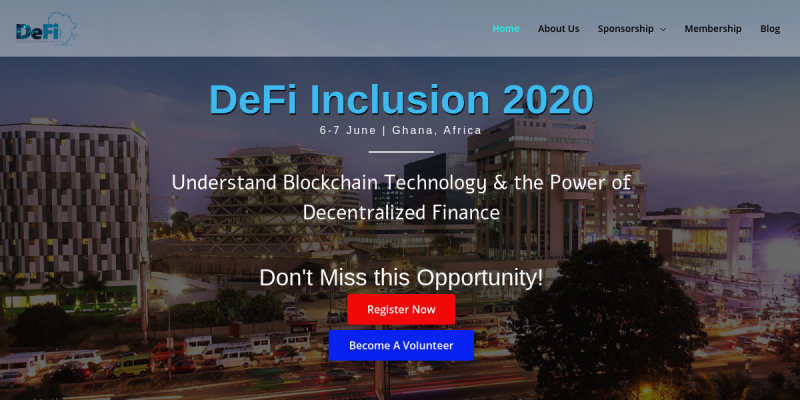 DeFi
Home
About Us
Sponsorship
Membership
Blog
DeFi Inclusion 2020
6-7 June | Ghana, Africa
Understand Blockchain Technology & the Power of
Decentralized Finance
Don't Miss this Opportunity!
Register Now
Become A Volunteer